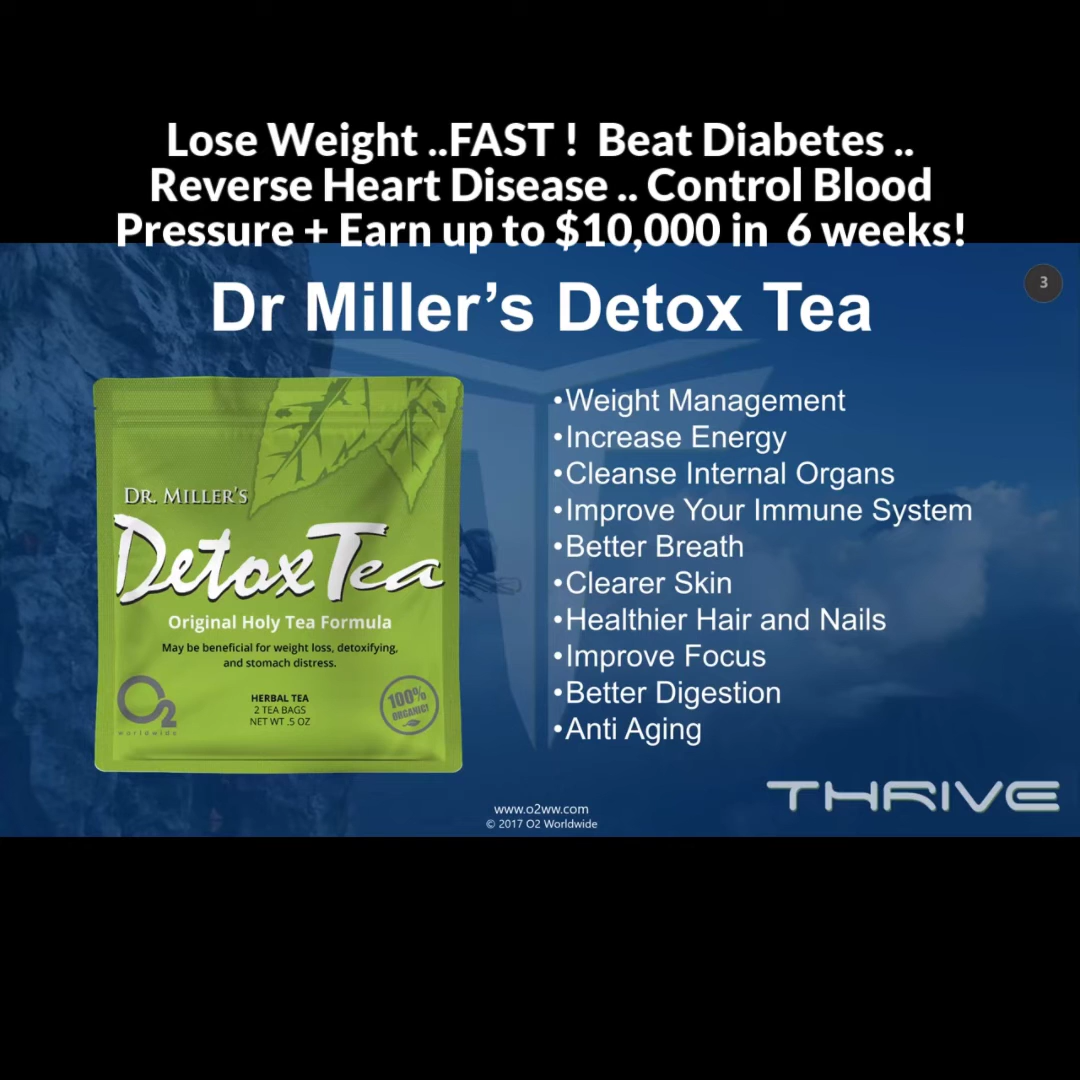 Lose Weight ..FAST ! Beat Diabetes ..
Reverse Heart Disease .. Control Blood
Pressure + Earn up to $10,000 in 6 weeks!
3
Dr Miller's Detox Tea
DR. MILLER'S
Detox Tea
Original Holy Tea Formula
May be beneficial for weight loss, detoxifying,
and stomach distress.
HERBAL TEA
2 TEA BAGS
NET WT .5 OZ
O2
worldwide
100%
ORGANIC!
•Weight Management
•Increase Energy
•Cleanse Internal Organs
•Improve Your Immune System
•Better Breath
•Clearer Skin
•Healthier Hair and Nails
•Improve Focus
•Better Digestion
•Anti Aging
THRIVE
www.o2ww.com
© 2017 O2 Worldwide